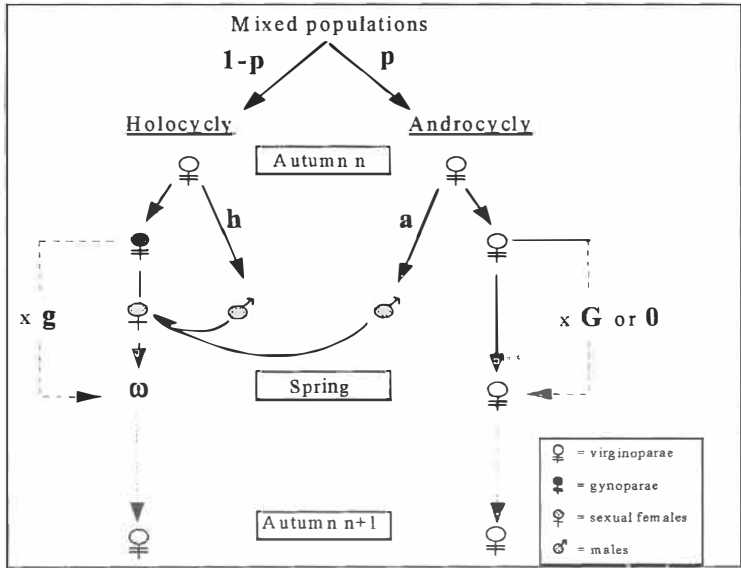 Mixed populations
1-p p
Holocycly Androcycly
Autumn n
h a
x g x G or 0
ω Spring
Autumn n+1
= virginoparae
= gynoparae
= sexual females
= males